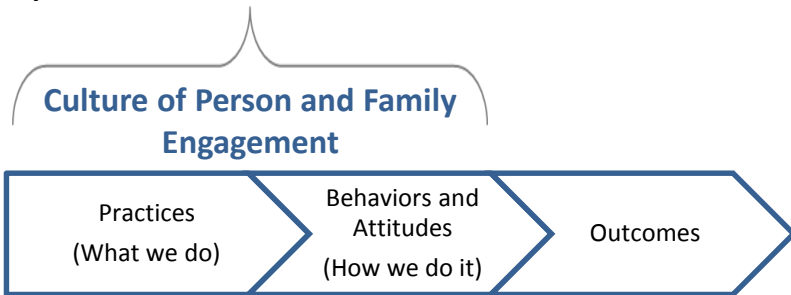 Culture of Person and Family
Engagement
Practices
(What we do)
Behaviors and
Attitudes
(How we do it)
Outcomes